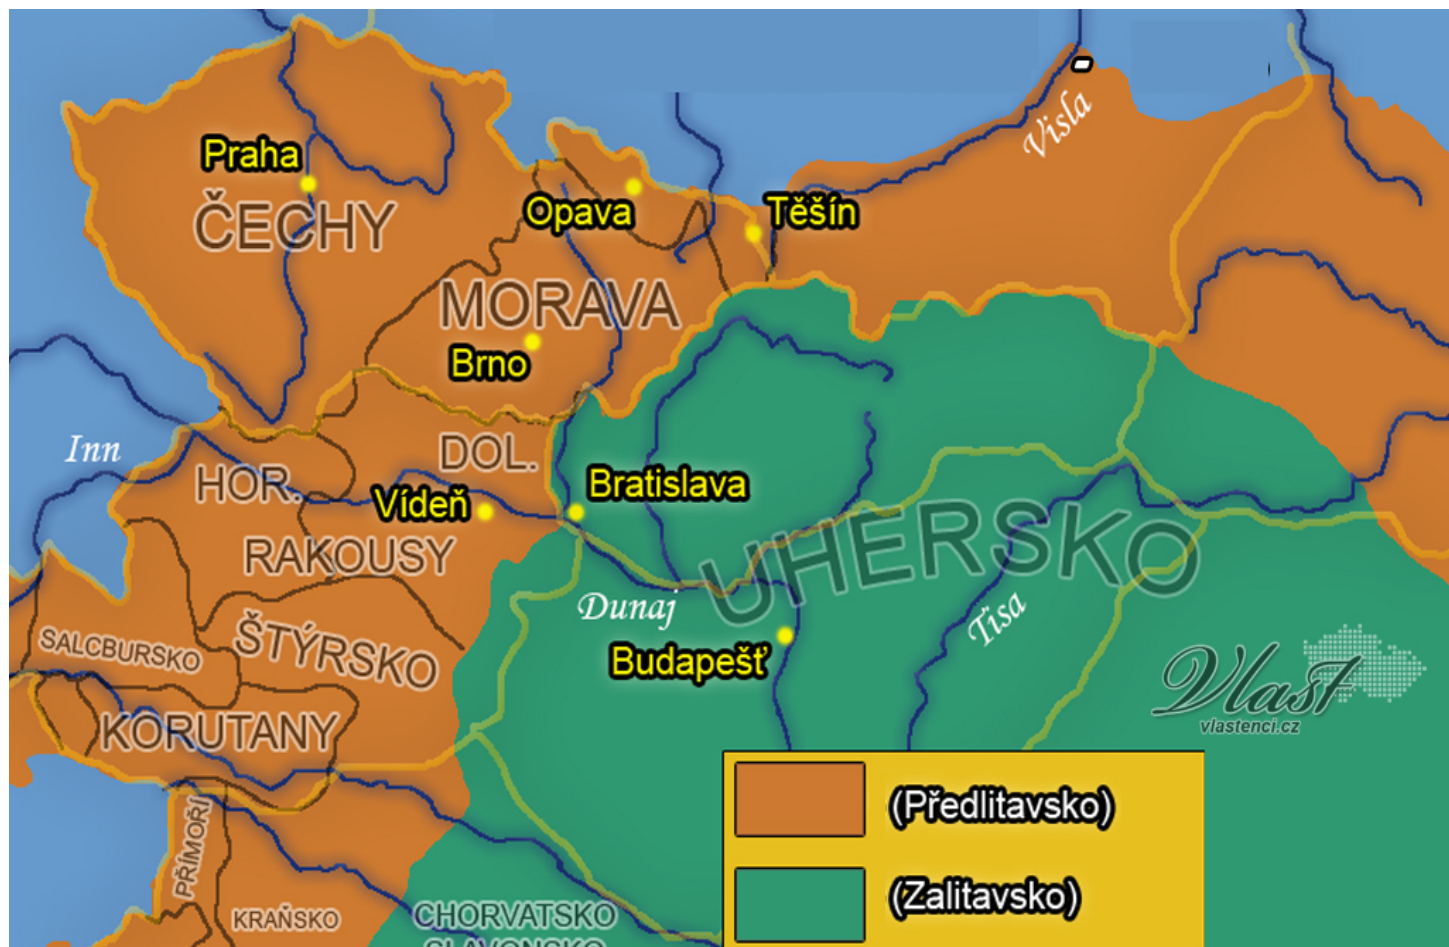 Visla
Praha
ČECHY
Opava
Těšín
MORAVA
Brno
Inn
HOR.
DOL.
Vídeň
Bratislava
RAKOUSY
UHERSKO
Dunaj
Tisa
SALCBURSKO
ŠTÝRSKO
Budapešť
Vlast
vlastenci.cz
KORUTANY
PŘÍMOŘÍ
(Předlitavsko)
KRAŇSKO
CHORVATSKO
SLAVONSKO
(Zalitavsko)